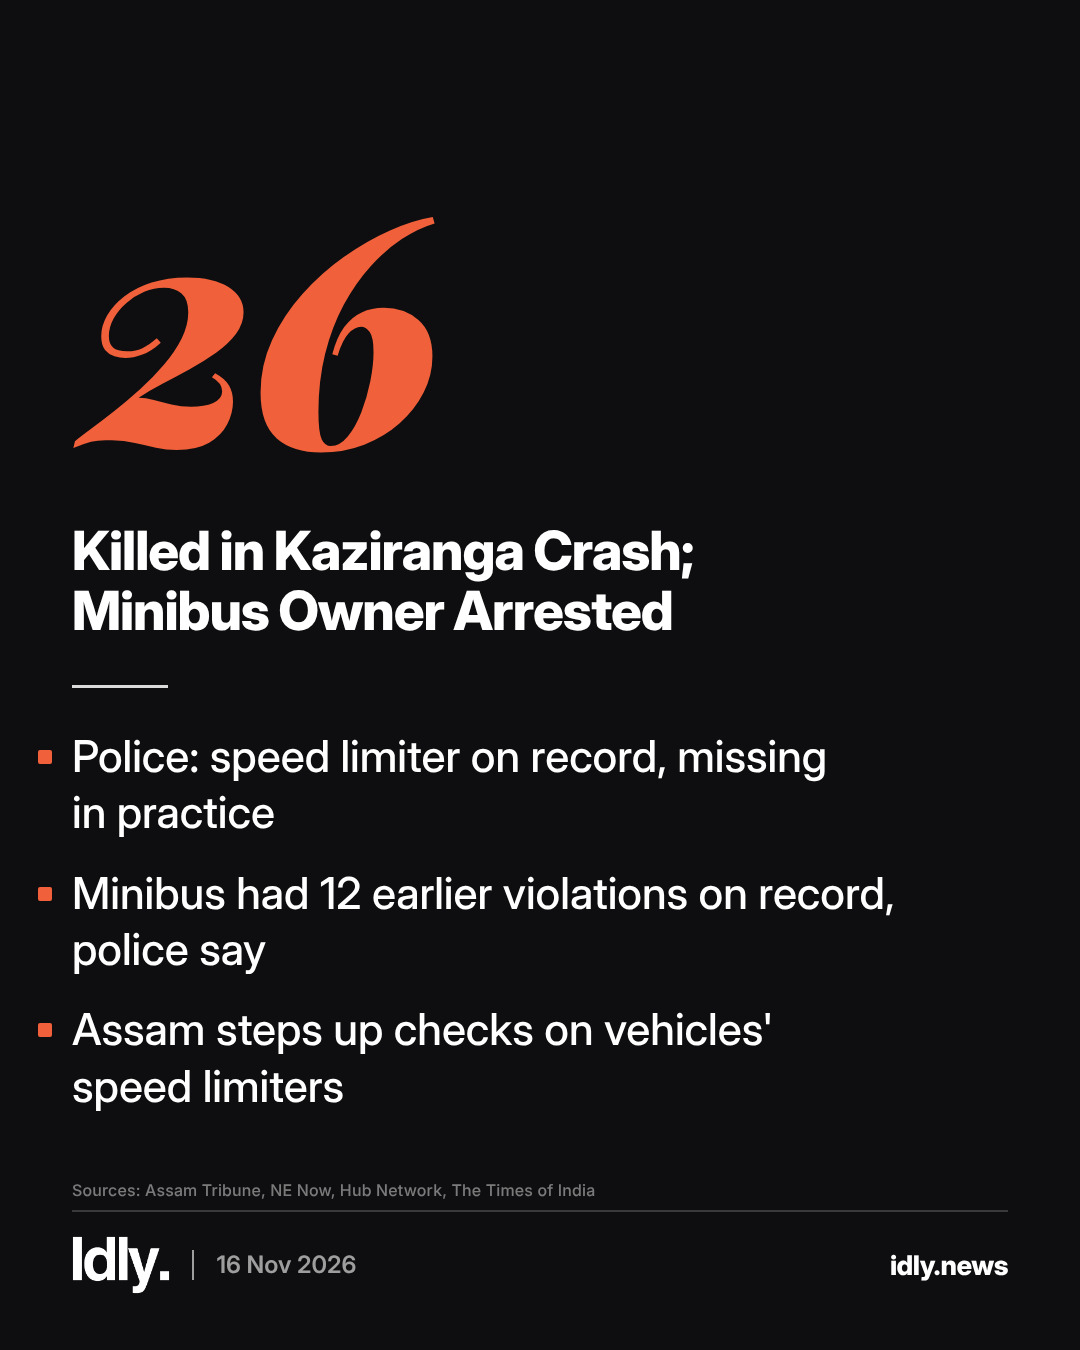 26
Killed in Kaziranga Crash;
Minibus Owner Arrested
Police: speed limiter on record, missing
in practice
Minibus had 12 earlier violations on record,
police say
Assam steps up checks on vehicles'
speed limiters
Sources: Assam Tribune, NE Now, Hub Network, The Times of India
Idly. | 16 Nov 2026
idly.news